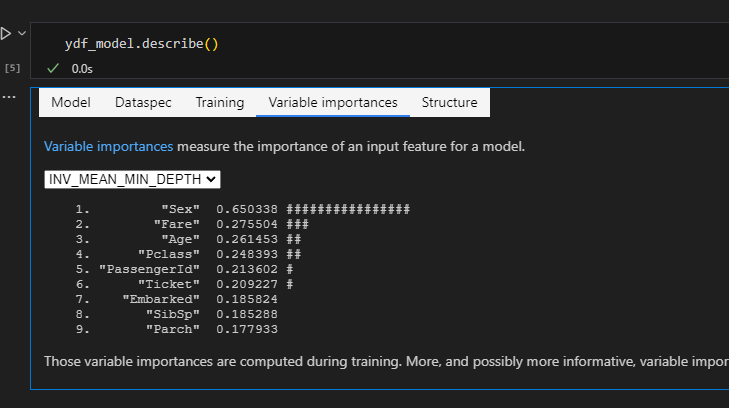 ydf_model.describe()
[5]
0.0s
...
Model Dataspec Training Variable importances Structure
Variable importances measure the importance of an input feature for a model.
INV_MEAN_MIN_DEPTH
1. "Sex" 0.650338 ################
2. "Fare" 0.275504 ###
3. "Age" 0.261453 ##
4. "Pclass" 0.248393 ##
5. "PassengerId" 0.213602 #
6. "Ticket" 0.209227 #
7. "Embarked" 0.185824
8. "SibSp" 0.185288
9. "Parch" 0.177933
Those variable importances are computed during training. More, and possibly more informative, variable impor